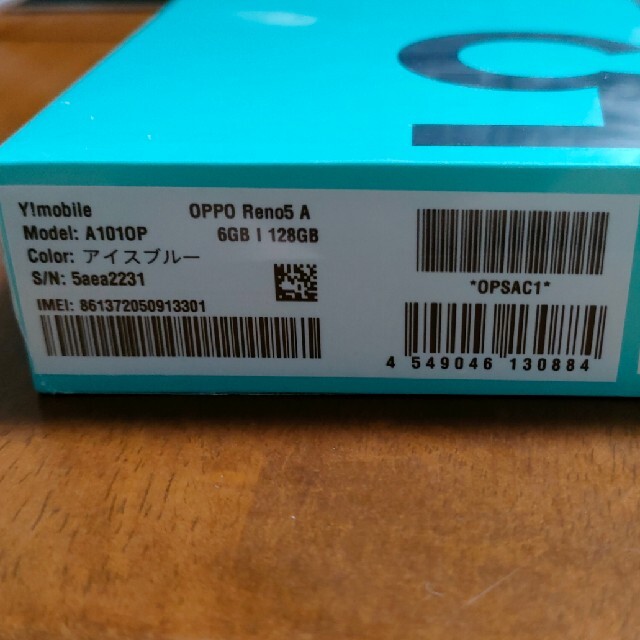 Y!mobile
OPPO Reno5 A
Model: A101OP
6GB | 128GB
Color: アイスブルー
S/N: 5aea2231
IMEI: 861372050913301
*OPSAC1*
4 549046 130884